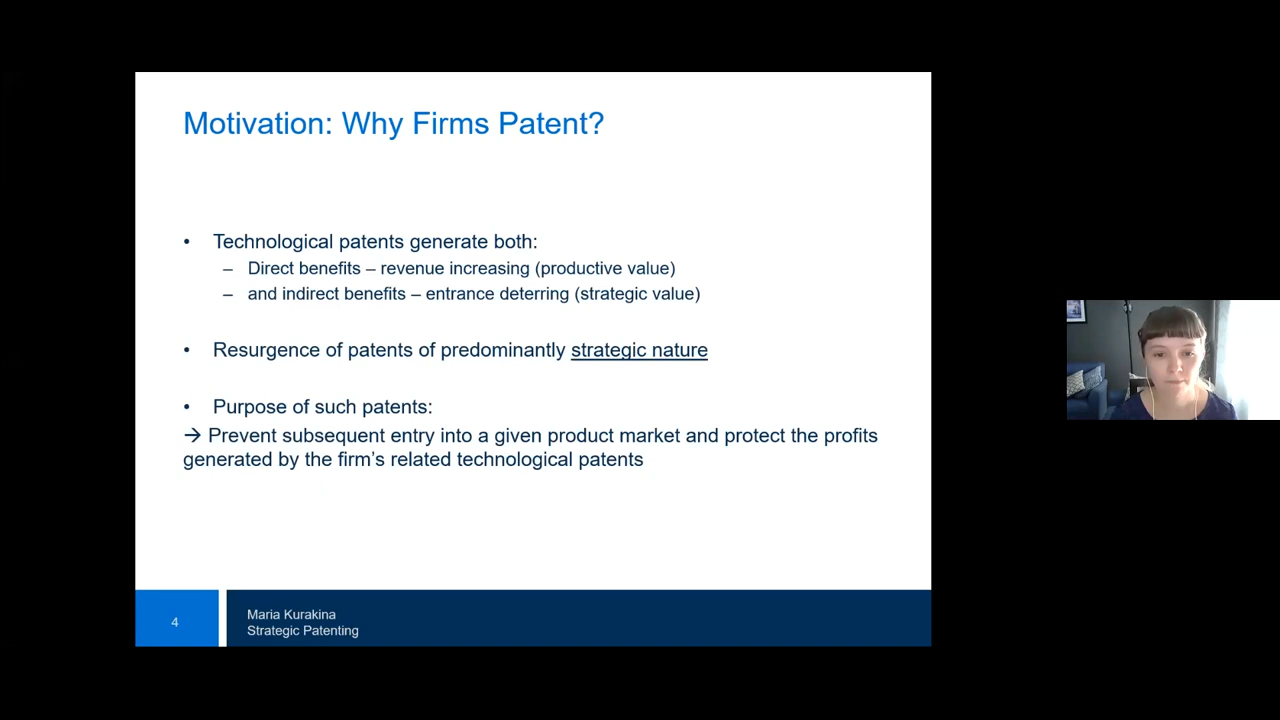 Motivation: Why Firms Patent?
• Technological patents generate both:
– Direct benefits – revenue increasing (productive value)
– and indirect benefits – entrance deterring (strategic value)
• Resurgence of patents of predominantly strategic nature
• Purpose of such patents:
→ Prevent subsequent entry into a given product market and protect the profits
generated by the firm's related technological patents
4
Maria Kurakina
Strategic Patenting